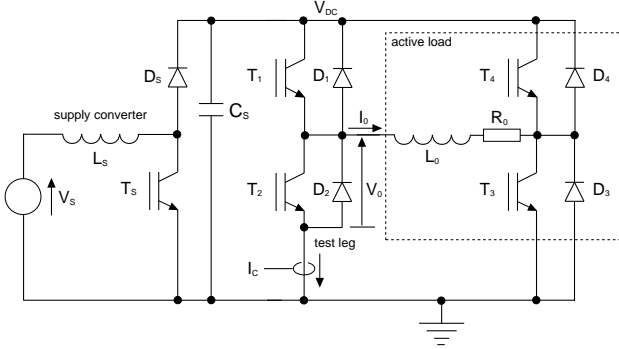 V_DC
active load
D_S
T_1
D_1
T_4
D_4
supply converter
C_S
I_0
R_0
L_S
L_0
V_S
T_S
T_2
D_2
V_0
T_3
D_3
test leg
I_C